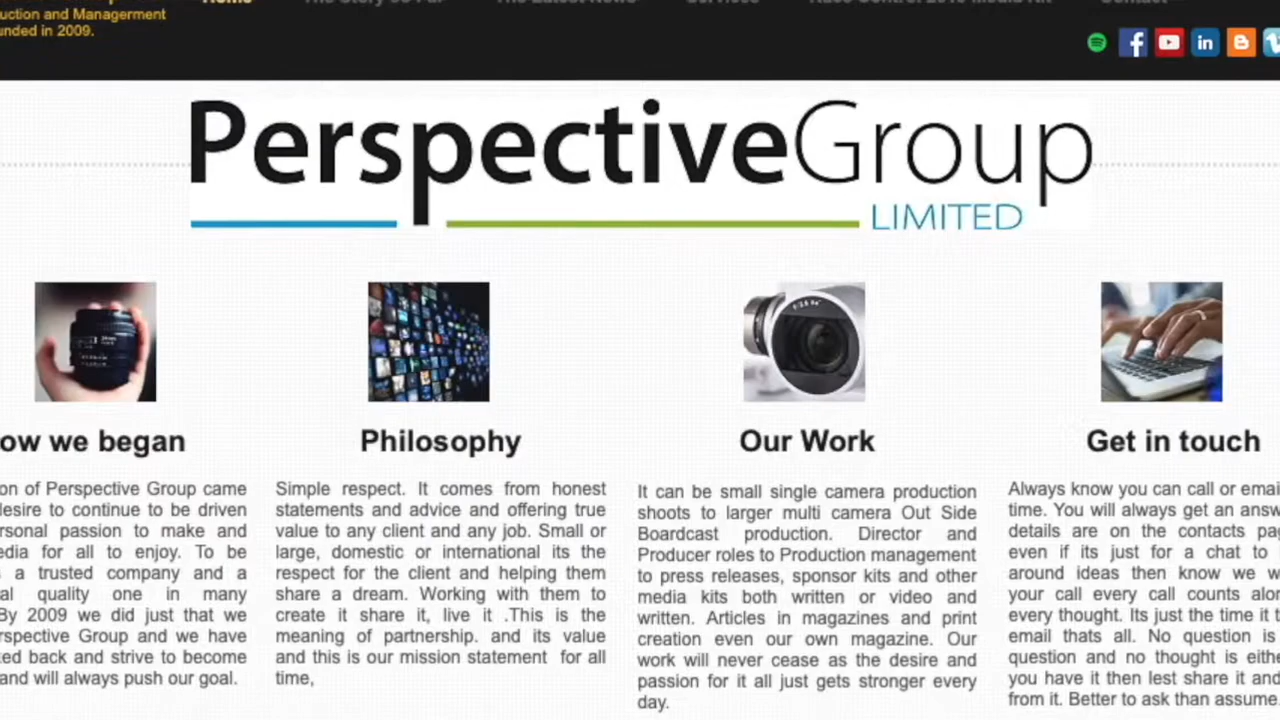 Home The Story So Far The Latest News Services
uction and Managerment
unded in 2009.
PerspectiveGroup
LIMITED
ow we began
on of Perspective Group came
esire to continue to be driven
ersonal passion to make and
edia for all to enjoy. To be
a trusted company and a
al quality one in many
By 2009 we did just that we
rspective Group and we have
ked back and strive to become
and will always push our goal.
Philosophy
Simple respect. It comes from honest
statements and advice and offering true
value to any client and any job. Small or
large, domestic or international its the
respect for the client and helping them
share a dream. Working with them to
create it share it, live it .This is the
meaning of partnership. and its value
and this is our mission statement for all
time,
Our Work
It can be small single camera production
shoots to larger multi camera Out Side
Boardcast production. Director and
Producer roles to Production management
to press releases, sponsor kits and other
media kits both written or video and
written. Articles in magazines and print
creation even our own magazine. Our
work will never cease as the desire and
passion for it all just gets stronger every
day.
Get in touch
Always know you can call or emai
time. You will always get an answ
details are on the contacts pag
even if its just for a chat to
around ideas then know we w
your call every call counts alon
every thought. Its just the time it t
email thats all. No question is
question and no thought is eithe
you have it then lest share it and
from it. Better to ask than assume.